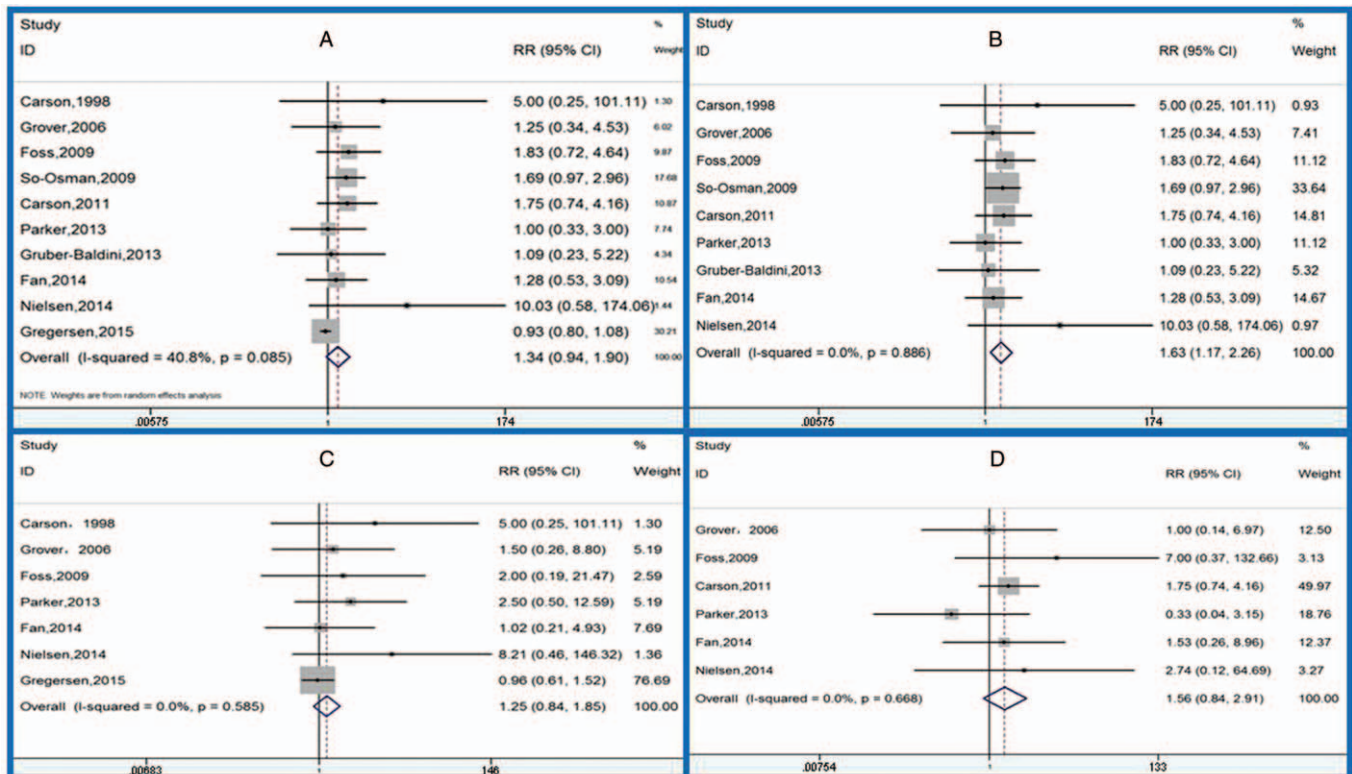 Study %
A
ID RR (95% CI) Weight
Carson,1998 5.00 (0.25, 101.11) 1.30
Grover,2006 1.25 (0.34, 4.53) 6.02
Foss,2009 1.83 (0.72, 4.64) 9.87
So-Osman,2009 1.69 (0.97, 2.96) 17.68
Carson,2011 1.75 (0.74, 4.16) 10.87
Parker,2013 1.00 (0.33, 3.00) 7.74
Gruber-Baldini,2013 1.09 (0.23, 5.22) 4.34
Fan,2014 1.28 (0.53, 3.09) 10.54
Nielsen,2014 10.03 (0.58, 174.06) 1.44
Gregersen,2015 0.93 (0.80, 1.08) 30.21
Overall (I-squared = 40.8%, p = 0.085) 1.34 (0.94, 1.90) 100.00
NOTE: Weights are from random effects analysis
.00575 1 174
Study %
B
ID RR (95% CI) Weight
Carson,1998 5.00 (0.25, 101.11) 0.93
Grover,2006 1.25 (0.34, 4.53) 7.41
Foss,2009 1.83 (0.72, 4.64) 11.12
So-Osman,2009 1.69 (0.97, 2.96) 33.64
Carson,2011 1.75 (0.74, 4.16) 14.81
Parker,2013 1.00 (0.33, 3.00) 11.12
Gruber-Baldini,2013 1.09 (0.23, 5.22) 5.32
Fan,2014 1.28 (0.53, 3.09) 14.67
Nielsen,2014 10.03 (0.58, 174.06) 0.97
Overall (I-squared = 0.0%, p = 0.886) 1.63 (1.17, 2.26) 100.00
.00575 1 174
Study %
C
ID RR (95% CI) Weight
Carson，1998 5.00 (0.25, 101.11) 1.30
Grover，2006 1.50 (0.26, 8.80) 5.19
Foss,2009 2.00 (0.19, 21.47) 2.59
Parker,2013 2.50 (0.50, 12.59) 5.19
Fan,2014 1.02 (0.21, 4.93) 7.69
Nielsen,2014 8.21 (0.46, 146.32) 1.36
Gregersen,2015 0.96 (0.61, 1.52) 76.69
Overall (I-squared = 0.0%, p = 0.585) 1.25 (0.84, 1.85) 100.00
.00683 1 146
Study %
D
ID RR (95% CI) Weight
Grover，2006 1.00 (0.14, 6.97) 12.50
Foss,2009 7.00 (0.37, 132.66) 3.13
Carson,2011 1.75 (0.74, 4.16) 49.97
Parker,2013 0.33 (0.04, 3.15) 18.76
Fan,2014 1.53 (0.26, 8.96) 12.37
Nielsen,2014 2.74 (0.12, 64.69) 3.27
Overall (I-squared = 0.0%, p = 0.668) 1.56 (0.84, 2.91) 100.00
.00754 1 133